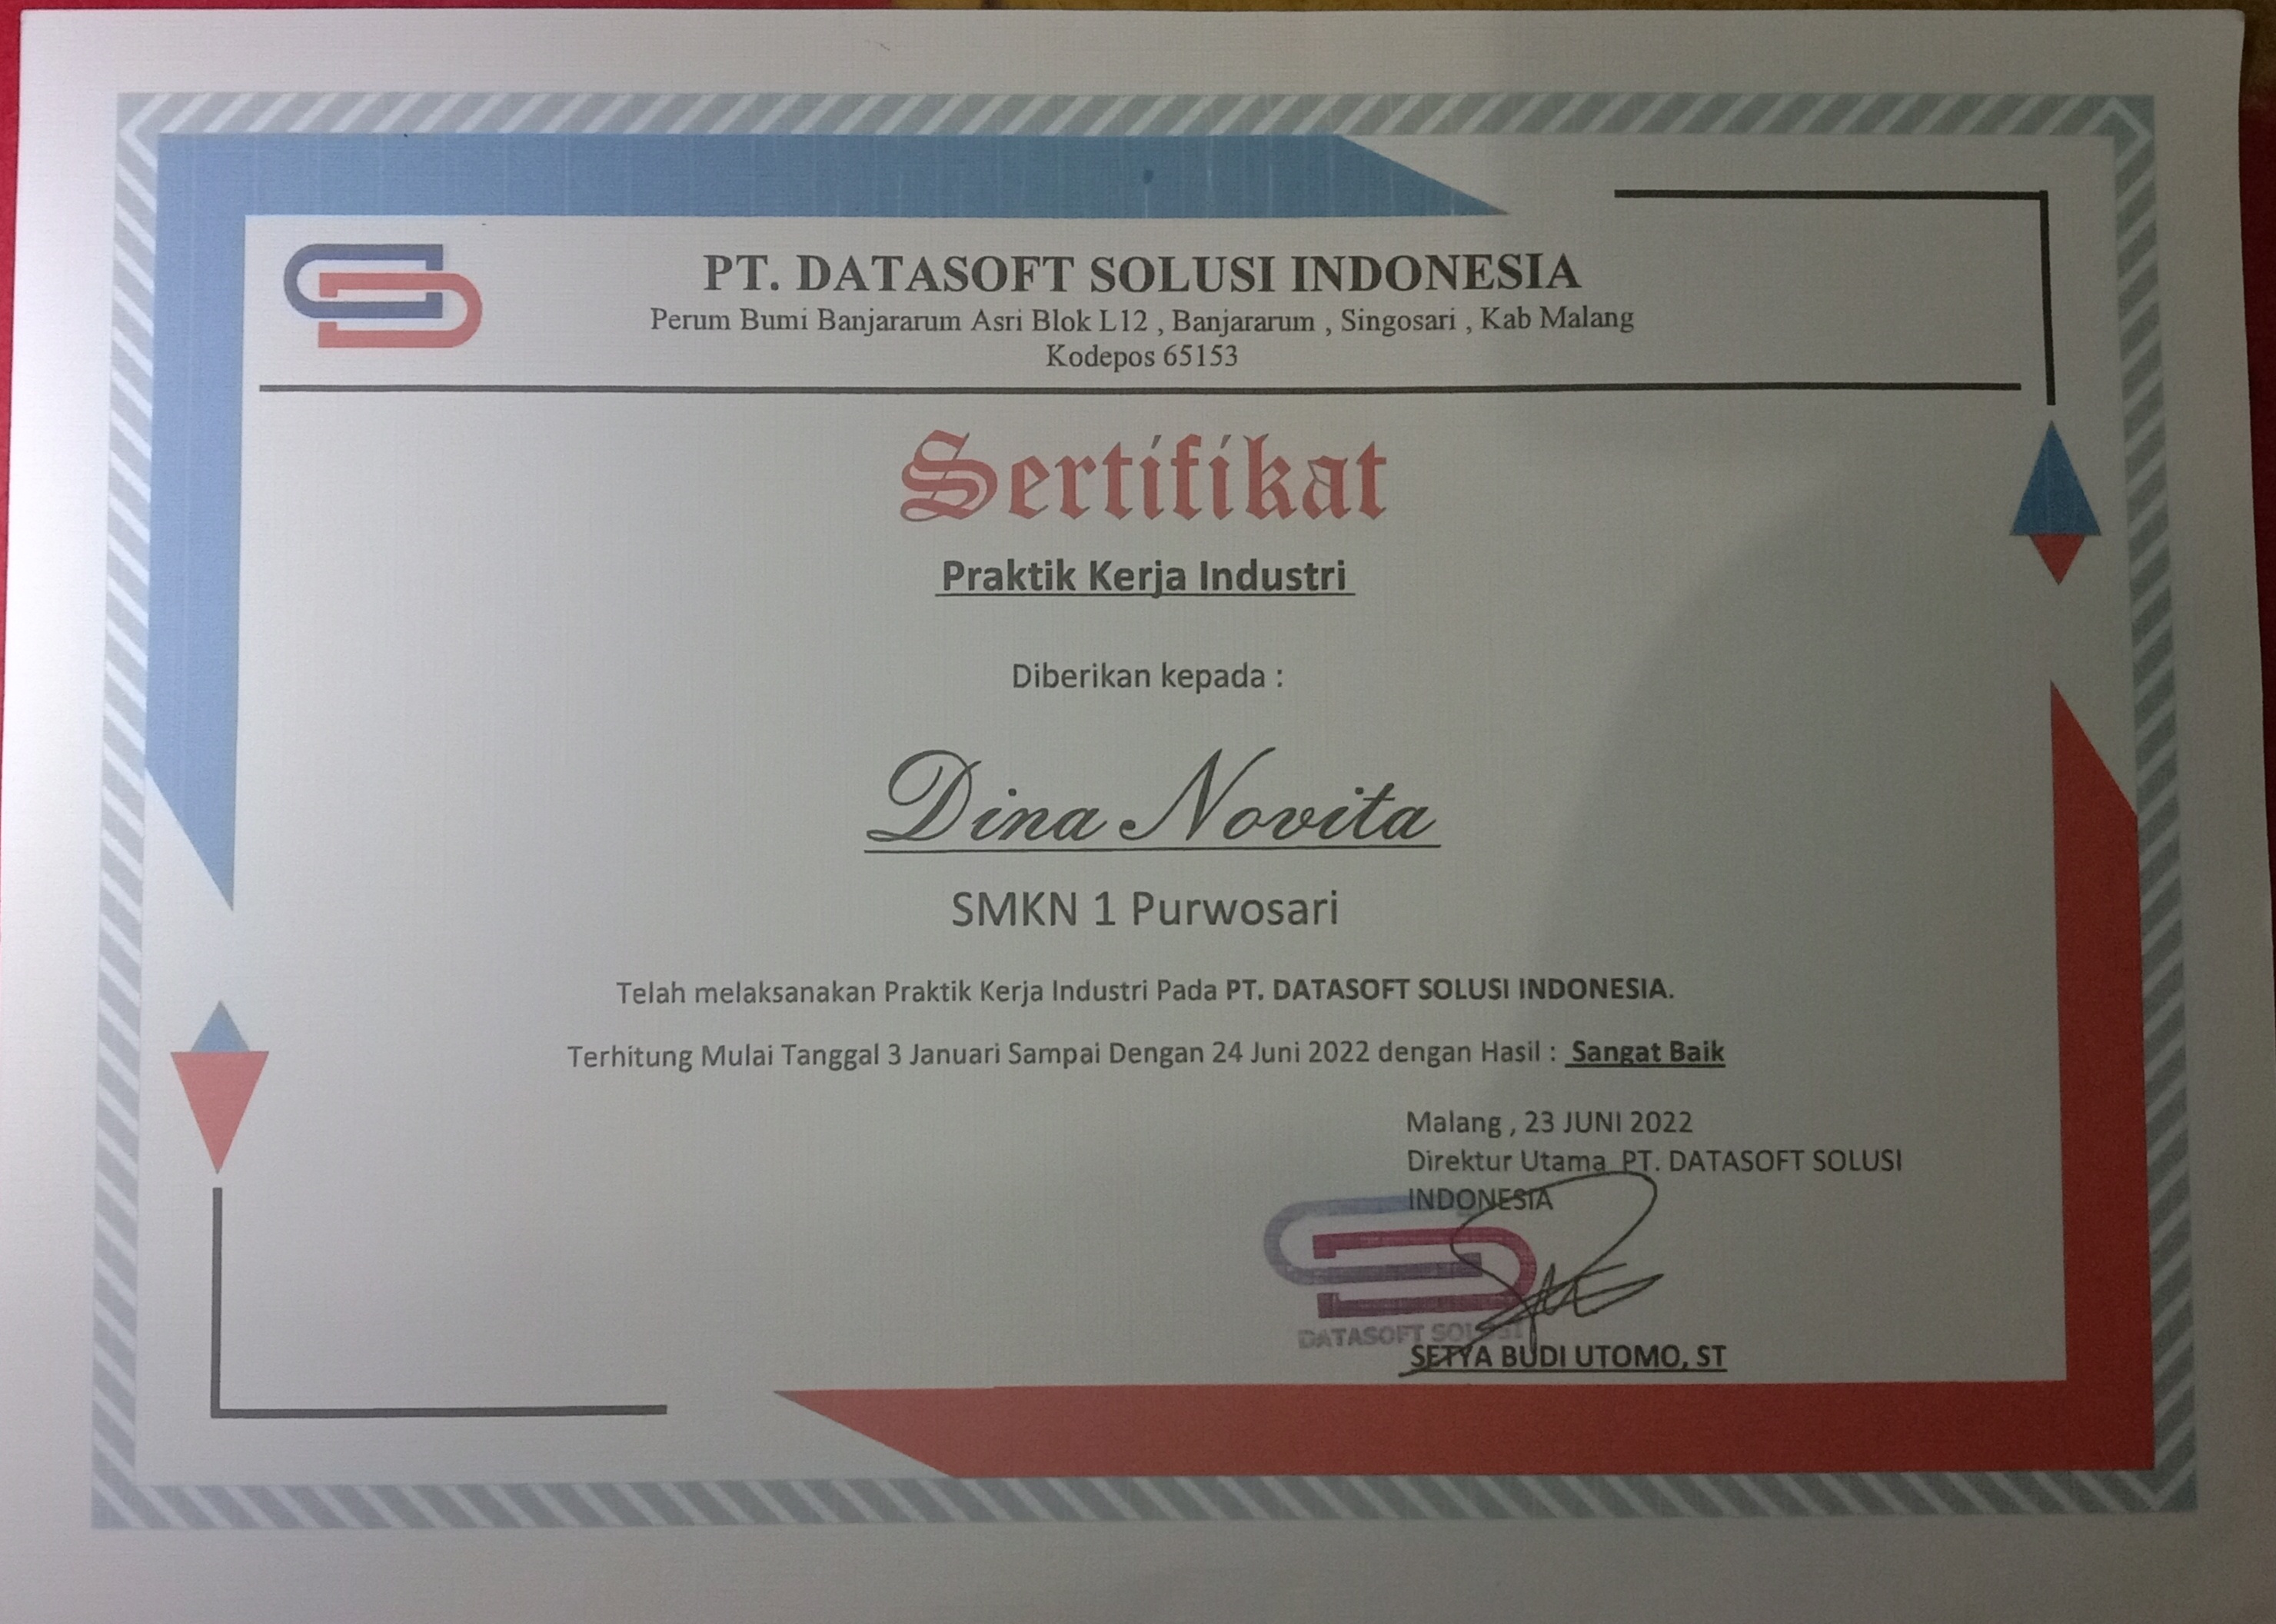 PT. DATASOFT SOLUSI INDONESIA
Perum Bumi Banjararum Asri Blok L12 , Banjararum , Singosari , Kab Malang
Kodepos 65153
Sertifikat
Praktik Kerja Industri
Diberikan kepada :
Dina Novita
SMKN 1 Purwosari
Telah melaksanakan Praktik Kerja Industri Pada PT. DATASOFT SOLUSI INDONESIA.
Terhitung Mulai Tanggal 3 Januari Sampai Dengan 24 Juni 2022 dengan Hasil : Sangat Baik
Malang , 23 JUNI 2022
Direktur Utama PT. DATASOFT SOLUSI
INDONESIA
DATASOFT SOLUSI
SETYA BUDI UTOMO, ST